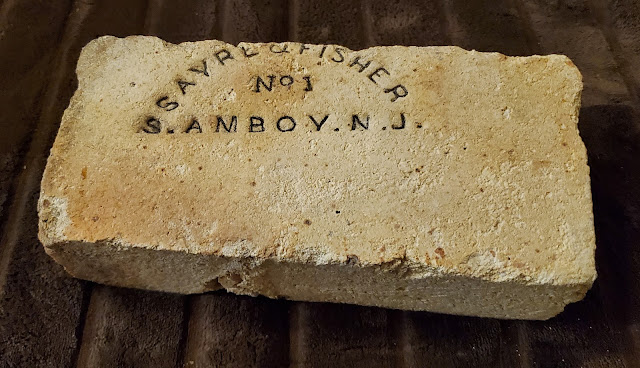 SAYRE & FISHER
No 1
S. AMBOY. N. J.